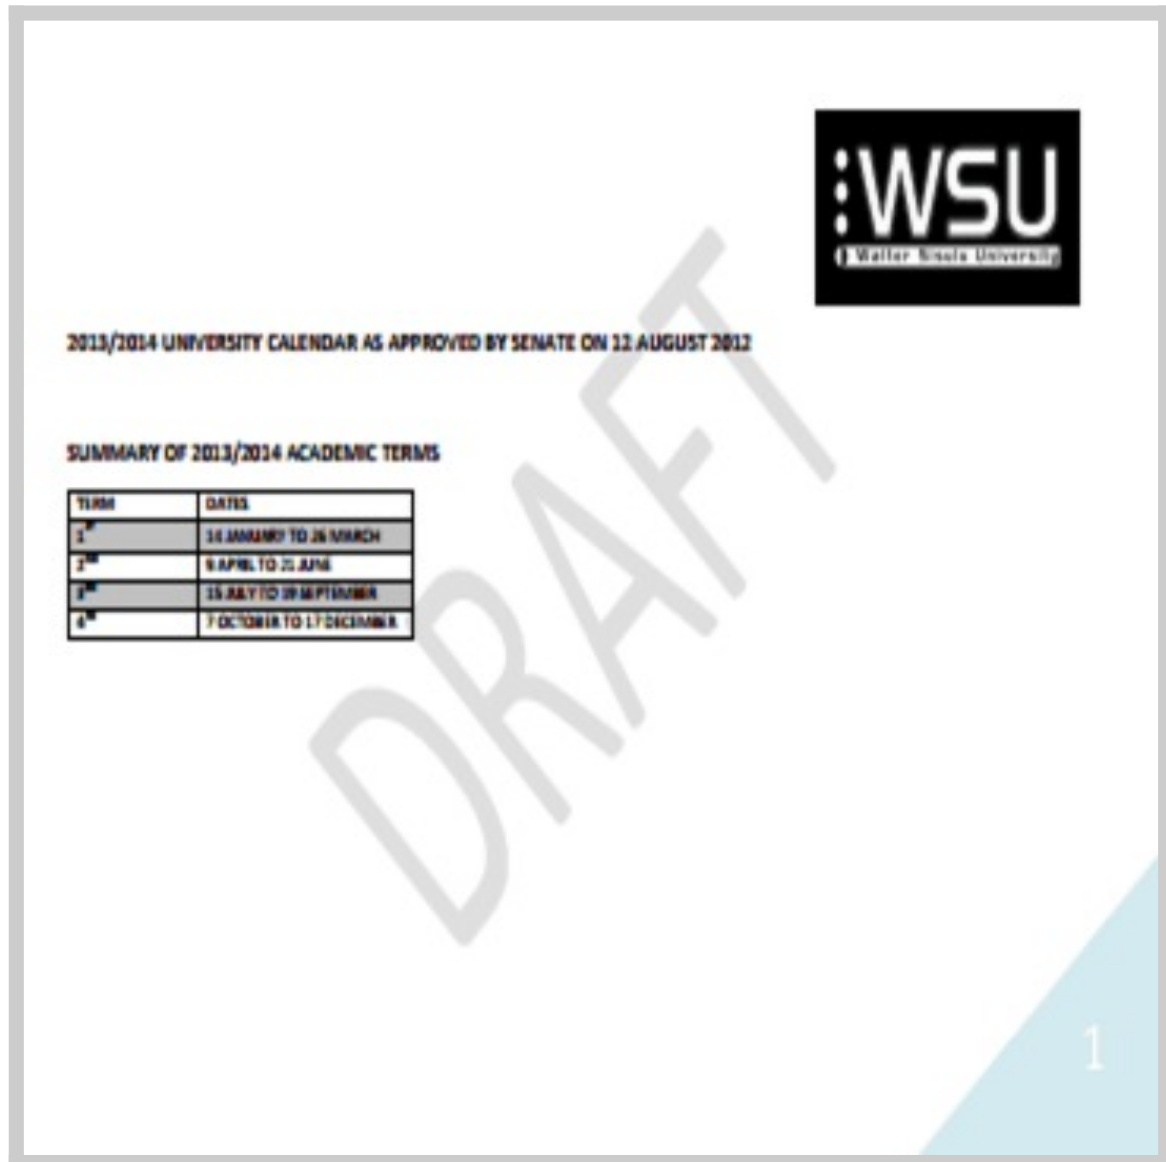 :WSU
Walter Sisulu University
2013/2014 UNIVERSITY CALENDAR AS APPROVED BY SENATE ON 12 AUGUST 2012
SUMMARY OF 2013/2014 ACADEMIC TERMS
TERM DATES
1st 14 JANUARY TO 26 MARCH
2nd 9 APRIL TO 21 JUNE
3rd 15 JULY TO 19 SEPTEMBER
4th 7 OCTOBER TO 17 DECEMBER
DRAFT
1